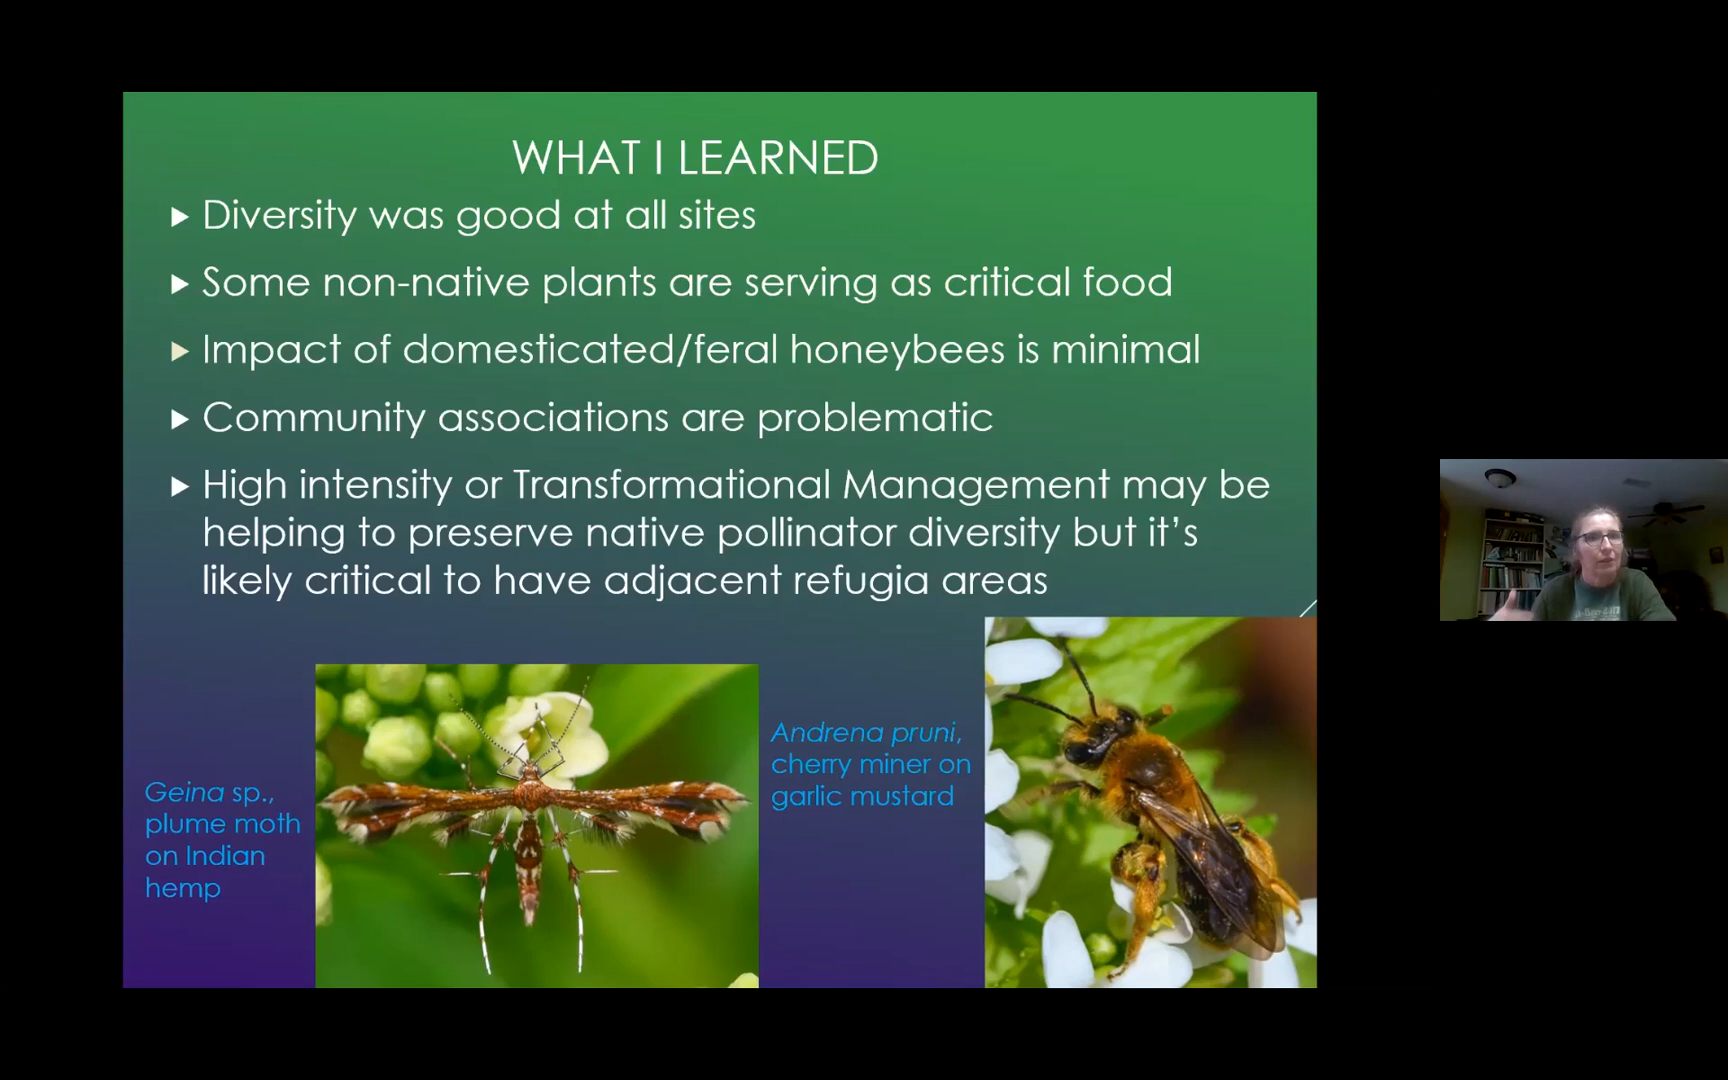 WHAT I LEARNED
Diversity was good at all sites
Some non-native plants are serving as critical food
Impact of domesticated/feral honeybees is minimal
Community associations are problematic
High intensity or Transformational Management may be
helping to preserve native pollinator diversity but it's
likely critical to have adjacent refugia areas
Geina sp.,
plume moth
on Indian
hemp
Andrena pruni,
cherry miner on
garlic mustard